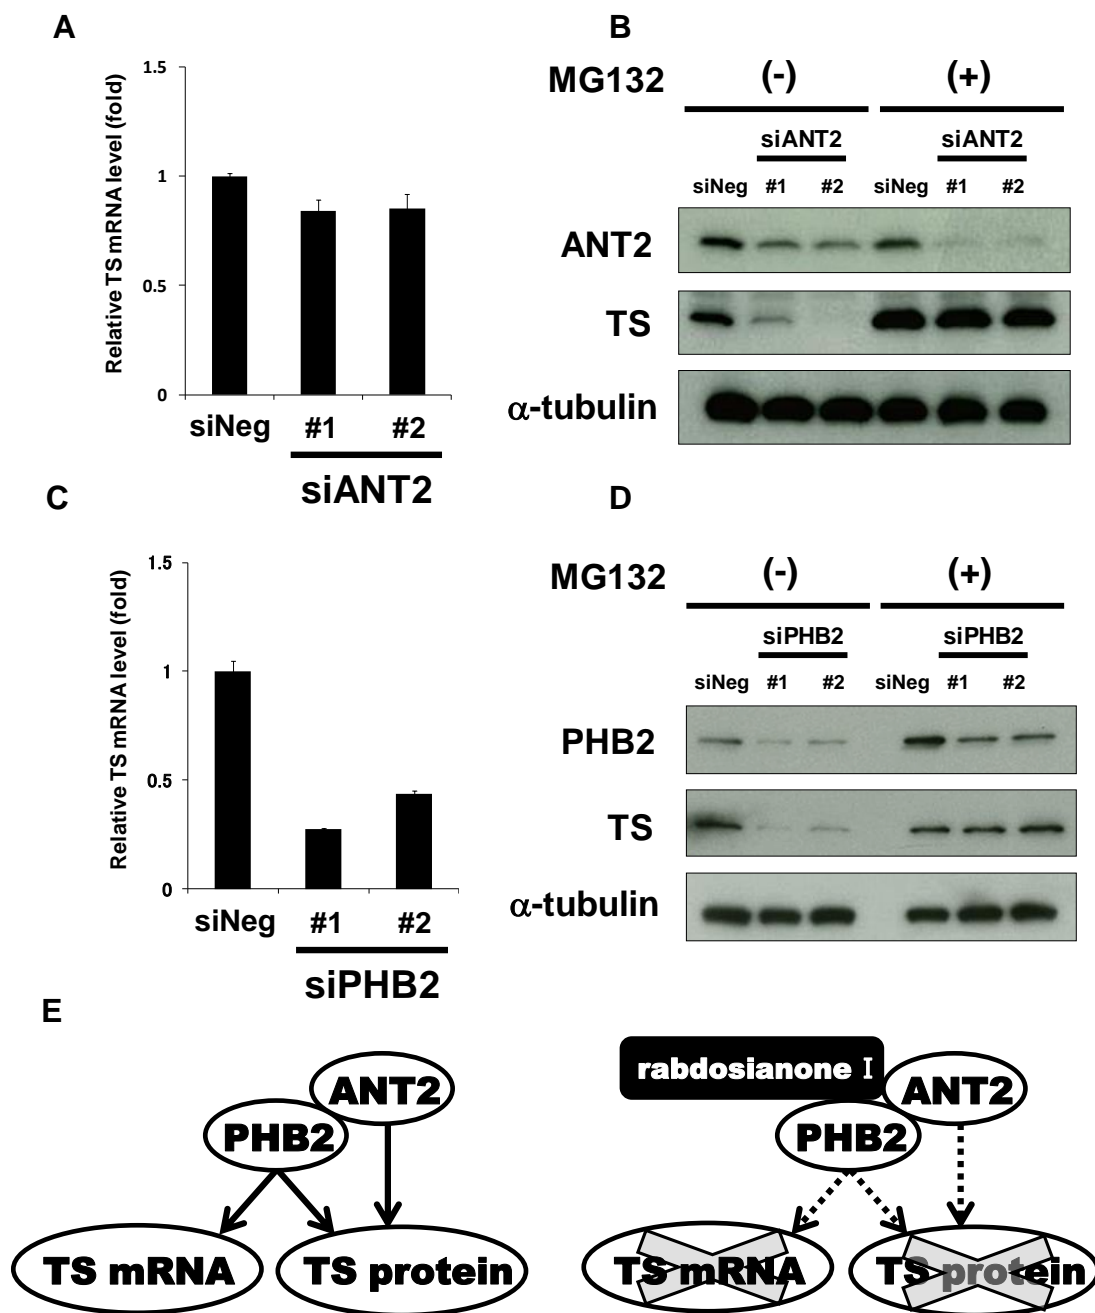 A
Relative TS mRNA level (fold)
1.5
1
0.5
0
siNeg
#1
#2
siANT2
B
MG132
(-)
(+)
siANT2
siANT2
siNeg #1 #2 siNeg #1 #2
ANT2
TS
α-tubulin
C
Relative TS mRNA level (fold)
1.5
1
0.5
0
siNeg
#1
#2
siPHB2
D
MG132
(-)
(+)
siPHB2
siPHB2
siNeg #1 #2 siNeg #1 #2
PHB2
TS
α-tubulin
E
ANT2
PHB2
TS mRNA
TS protein
rabdosianone I
ANT2
PHB2
TS mRNA
TS protein